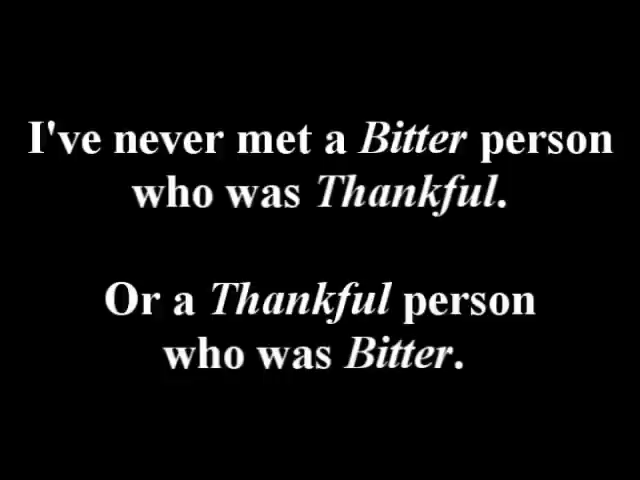 I've never met a Bitter person
who was Thankful.
Or a Thankful person
who was Bitter.